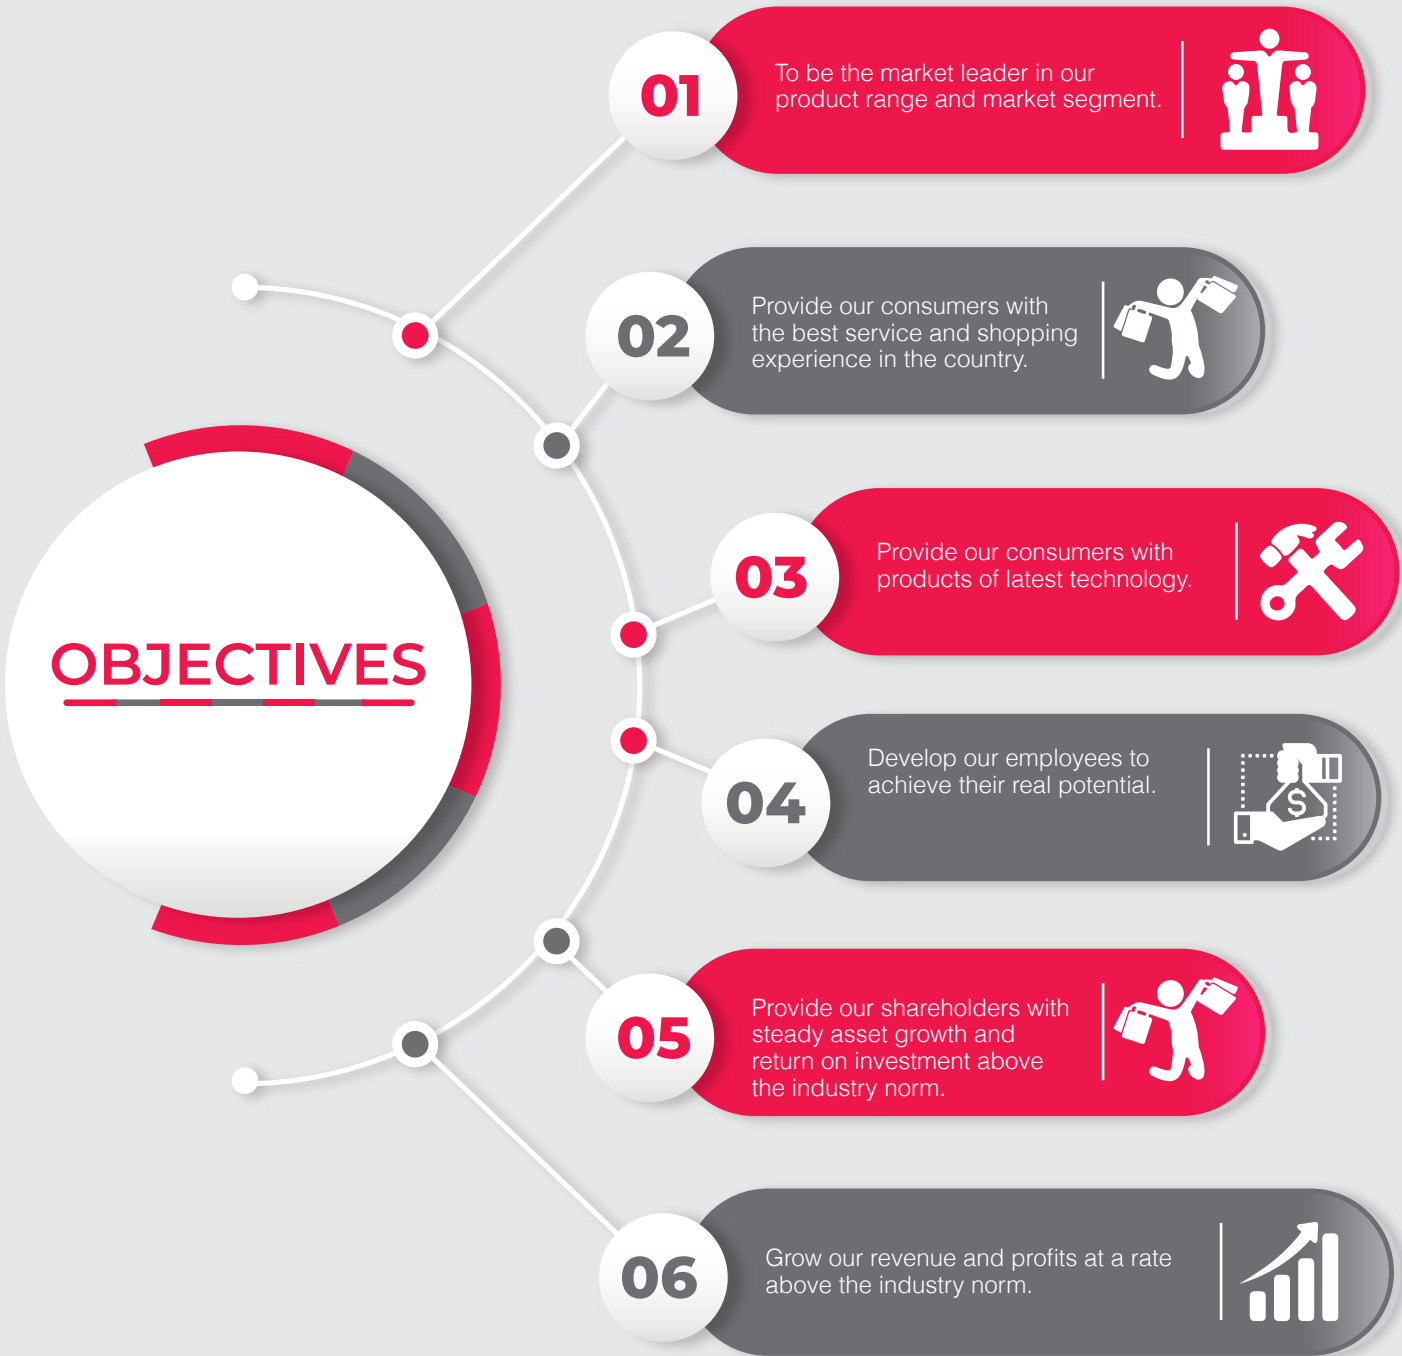 01
To be the market leader in our
product range and market segment.
02
Provide our consumers with
the best service and shopping
experience in the country.
03
Provide our consumers with
products of latest technology.
OBJECTIVES
04
Develop our employees to
achieve their real potential.
$
05
Provide our shareholders with
steady asset growth and
return on investment above
the industry norm.
06
Grow our revenue and profits at a rate
above the industry norm.